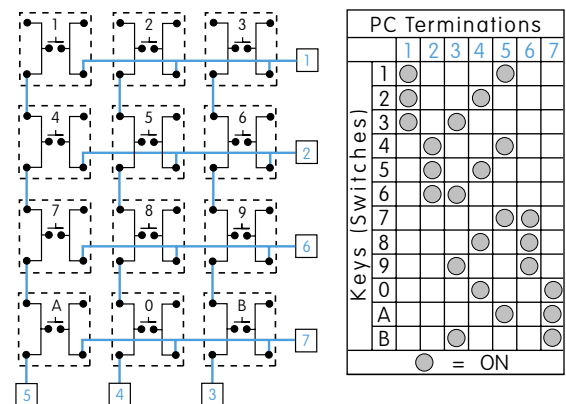 1 2 3
1
4 5 6
2
7 8 9
6
A 0 B
7
5 4 3
PC Terminations
1 2 3 4 5 6 7
Keys (Switches)
1
2
3
4
5
6
7
8
9
0
A
B
= ON